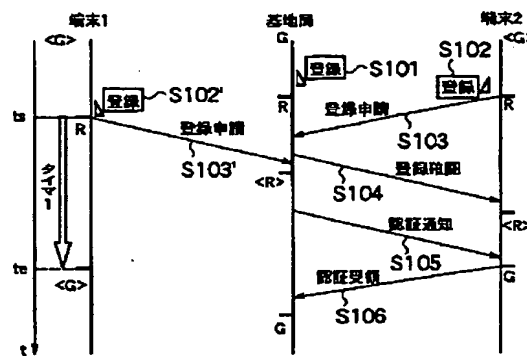 端末1
基地局
端末2
<G>
G
<G>
登録
S102'
登録
S101
S102
登録
ts
R
R
R
登録申請
S103'
登録申請
S103
<R>
S104
登録確認
タイマー
認証通知
S105
<R>
te
<G>
G
認証受領
S106
G
t